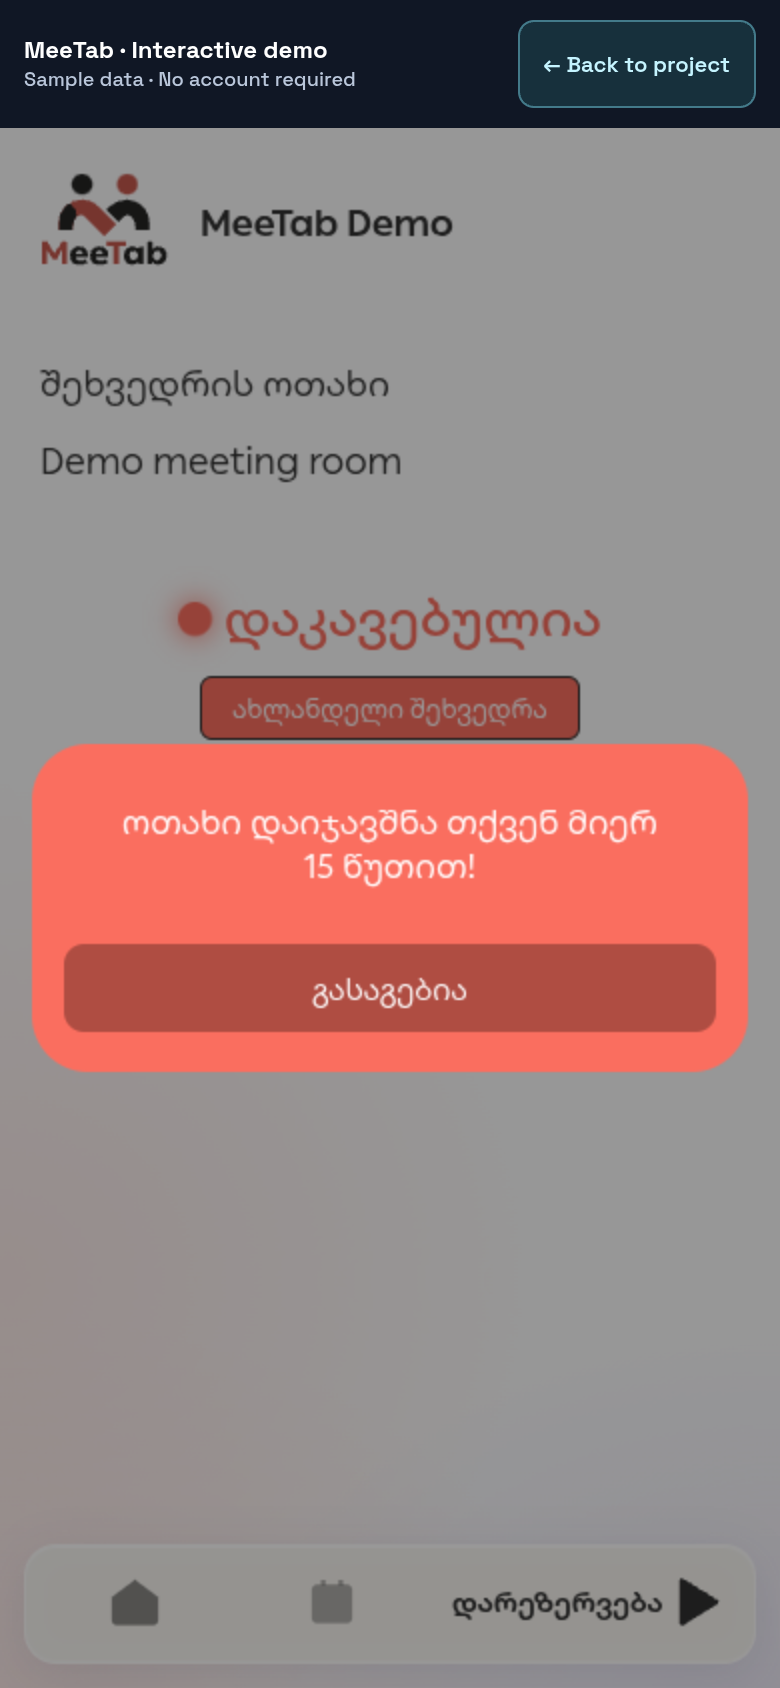 MeeTab · Interactive demo
Sample data · No account required
← Back to project
MeeTab
MeeTab Demo
შეხვედრის ოთახი
Demo meeting room
დაკავებულია
ახლანდელი შეხვედრა
ოთახი დაიჯავშნა თქვენ მიერ
15 წუთით!
გასაგებია
დარეზერვება